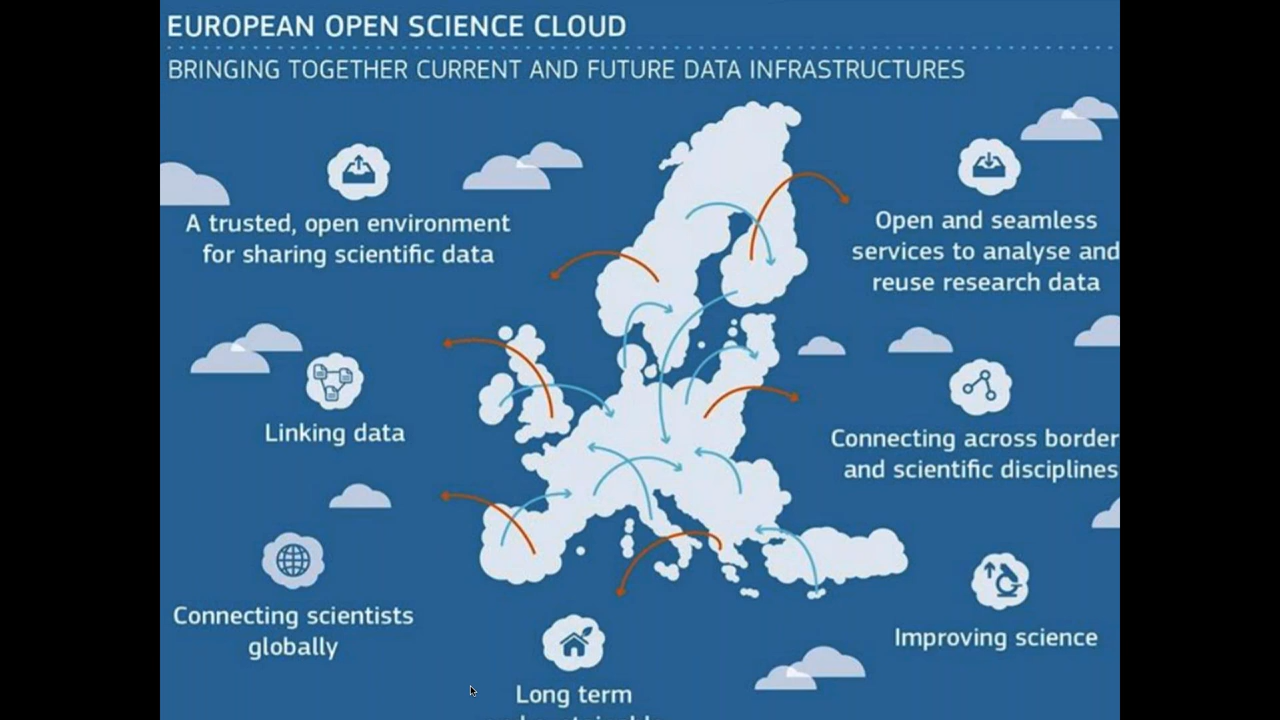 EUROPEAN OPEN SCIENCE CLOUD
BRINGING TOGETHER CURRENT AND FUTURE DATA INFRASTRUCTURES
A trusted, open environment
for sharing scientific data
Open and seamless
services to analyse and
reuse research data
Linking data
Connecting across border
and scientific disciplines
Connecting scientists
globally
Improving science
Long term